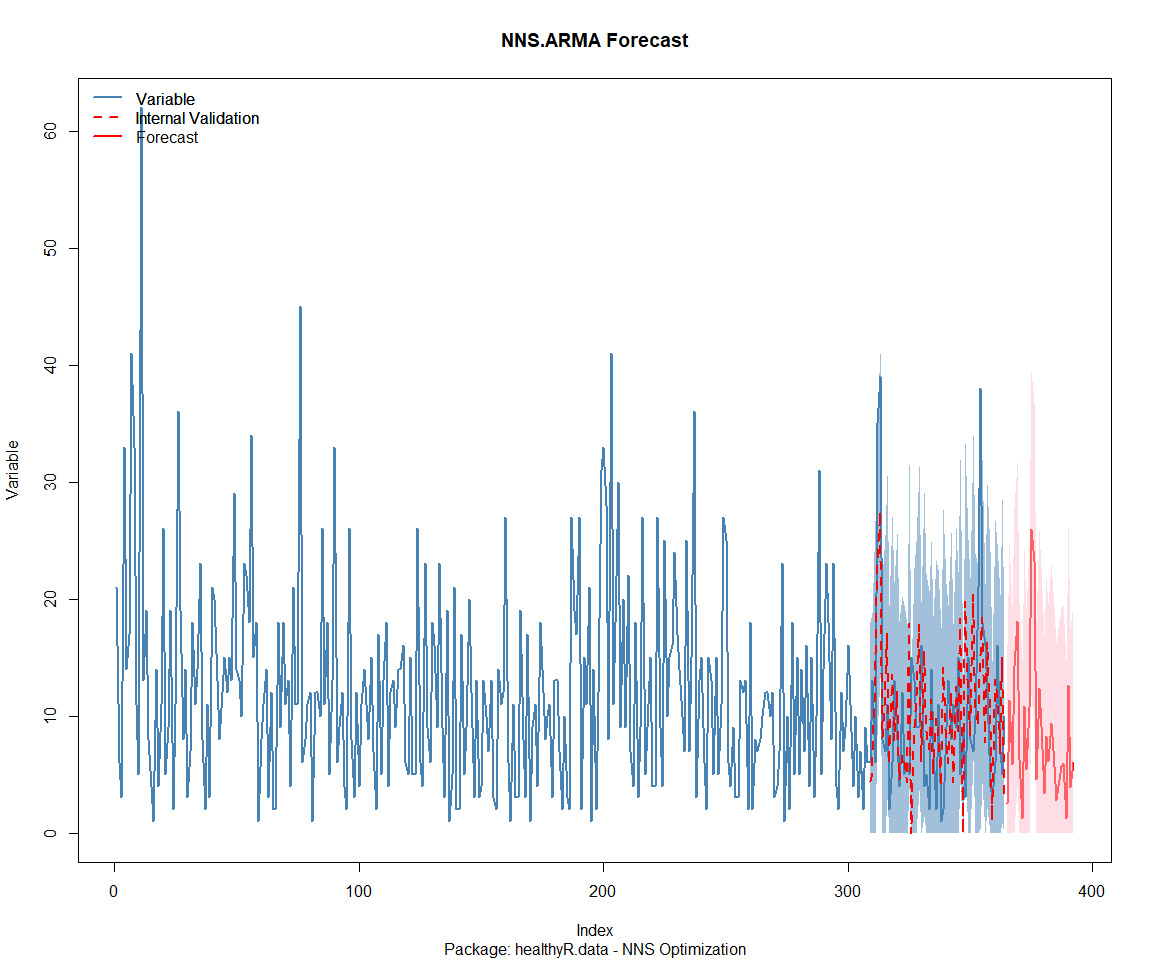 NNS.ARMA Forecast
Variable
Internal Validation
Forecast
60
50
40
30
20
10
0
Variable
0 100 200 300 400
Index
Package: healthyR.data - NNS Optimization